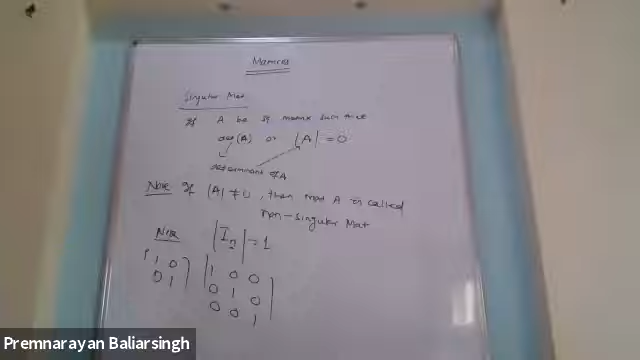 Matrices
Singular Mat
If A be sq matrix such that
det(A) or |A| = 0
determinant of A
Note If |A| ≠ 0, then mat A is called
non-singular Mat
Note |I_2| = 1
1 0 1 0 0
0 1 0 1 0
0 0 1
Premnarayan Baliarsingh